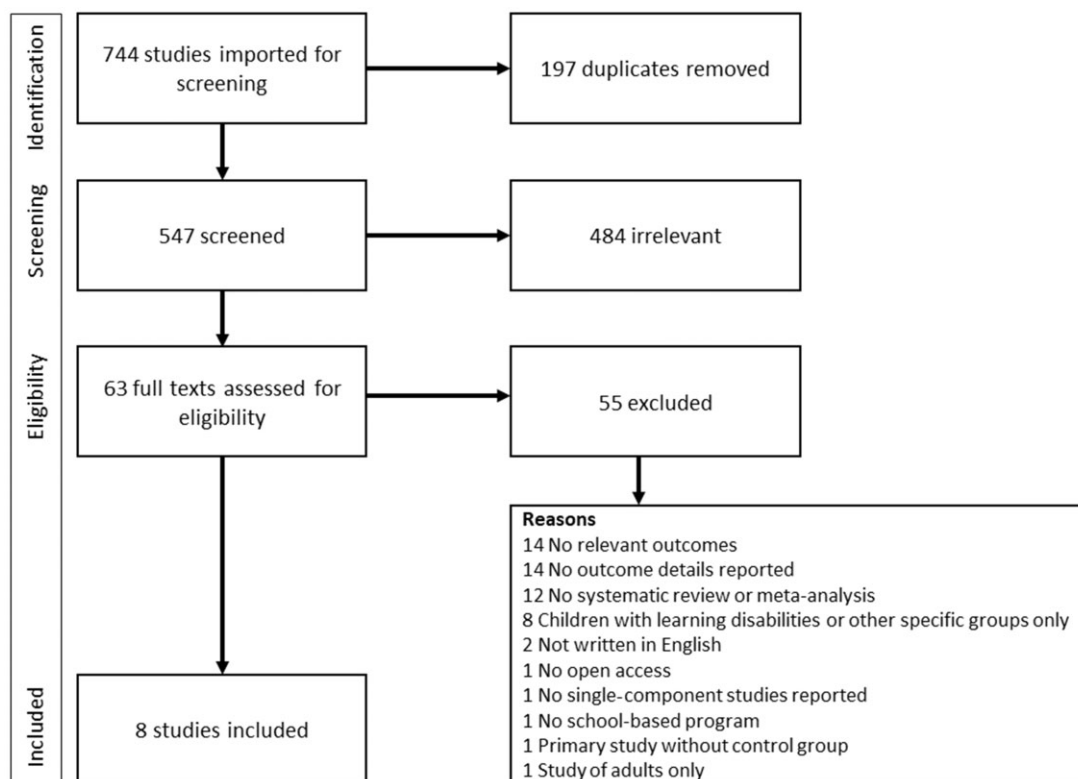 Identification
744 studies imported for
screening
197 duplicates removed
Screening
547 screened
484 irrelevant
Eligibility
63 full texts assessed for
eligibility
55 excluded
Reasons
14 No relevant outcomes
14 No outcome details reported
12 No systematic review or meta-analysis
8 Children with learning disabilities or other specific groups only
2 Not written in English
1 No open access
1 No single-component studies reported
1 No school-based program
1 Primary study without control group
1 Study of adults only
Included
8 studies included